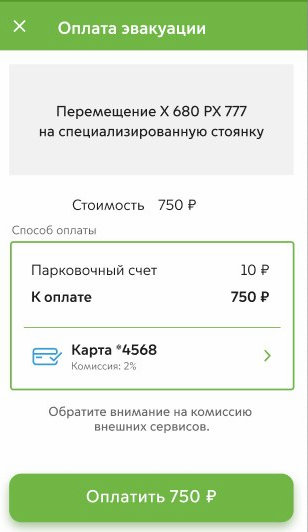 Оплата эвакуации
Перемещение X 680 PX 777
на специализированную стоянку
Стоимость 750 ₽
Способ оплаты
Парковочный счет 10 ₽
К оплате 750 ₽
Карта *4568
Комиссия: 2%
Обратите внимание на комиссию
внешних сервисов.
Оплатить 750 ₽